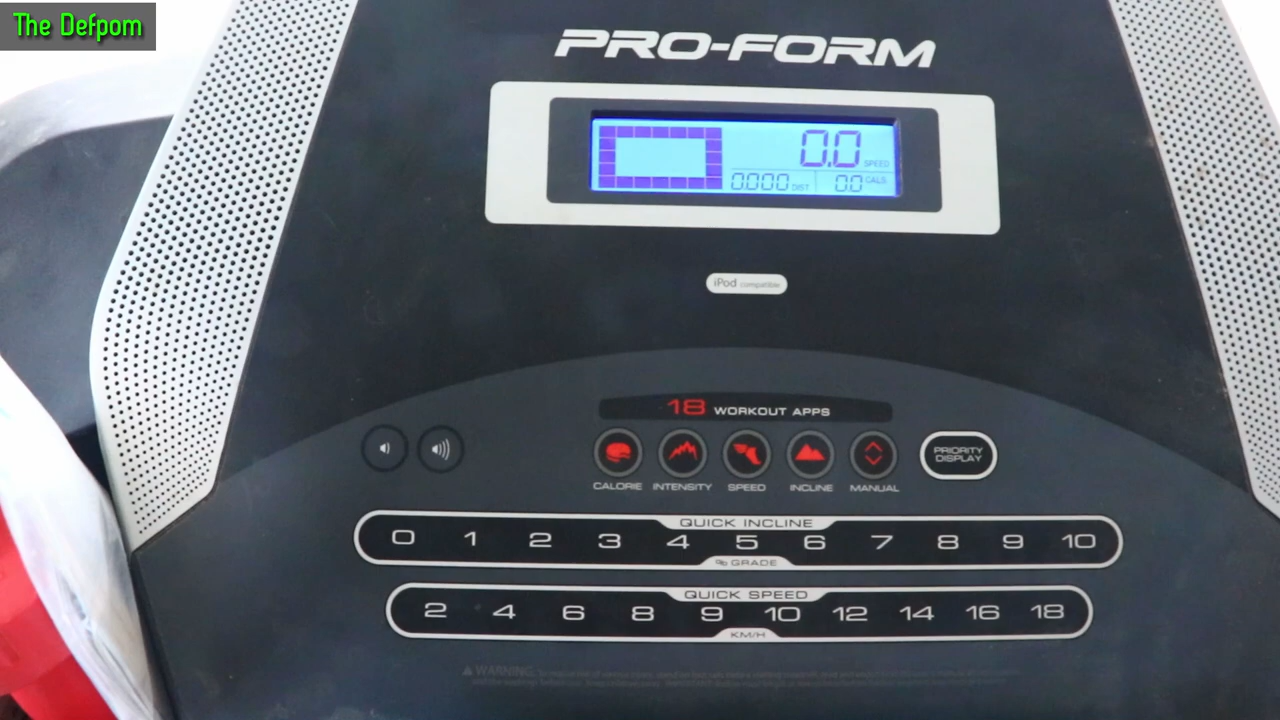 The Defpom
PRO-FORM
0.0 SPEED
0.000 DIST 0.0 CALS
iPod compatible
18 WORKOUT APPS
PRIORITY
DISPLAY
CALORIE INTENSITY SPEED INCLINE MANUAL
QUICK INCLINE
0 1 2 3 4 5 6 7 8 9 10
% GRADE
QUICK SPEED
2 4 6 8 9 10 12 14 16 18
KM/H
WARNING